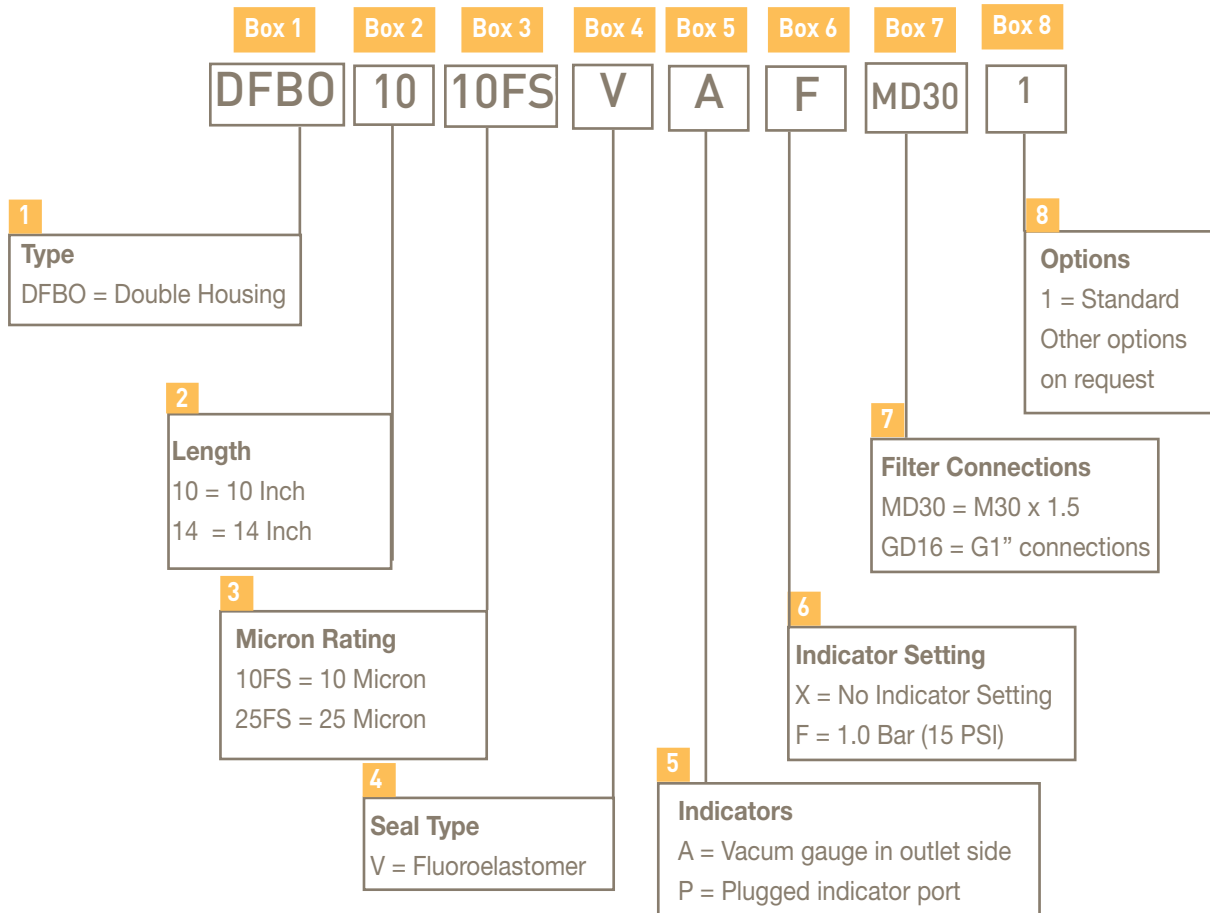 Box 1 Box 2 Box 3 Box 4 Box 5 Box 6 Box 7 Box 8
DFBO 10 10FS V A F MD30 1
1
Type
DFBO = Double Housing
8
Options
1 = Standard
Other options
on request
2
Length
10 = 10 Inch
14 = 14 Inch
7
Filter Connections
MD30 = M30 x 1.5
GD16 = G1” connections
3
Micron Rating
10FS = 10 Micron
25FS = 25 Micron
6
Indicator Setting
X = No Indicator Setting
F = 1.0 Bar (15 PSI)
4
Seal Type
V = Fluoroelastomer
5
Indicators
A = Vacum gauge in outlet side
P = Plugged indicator port